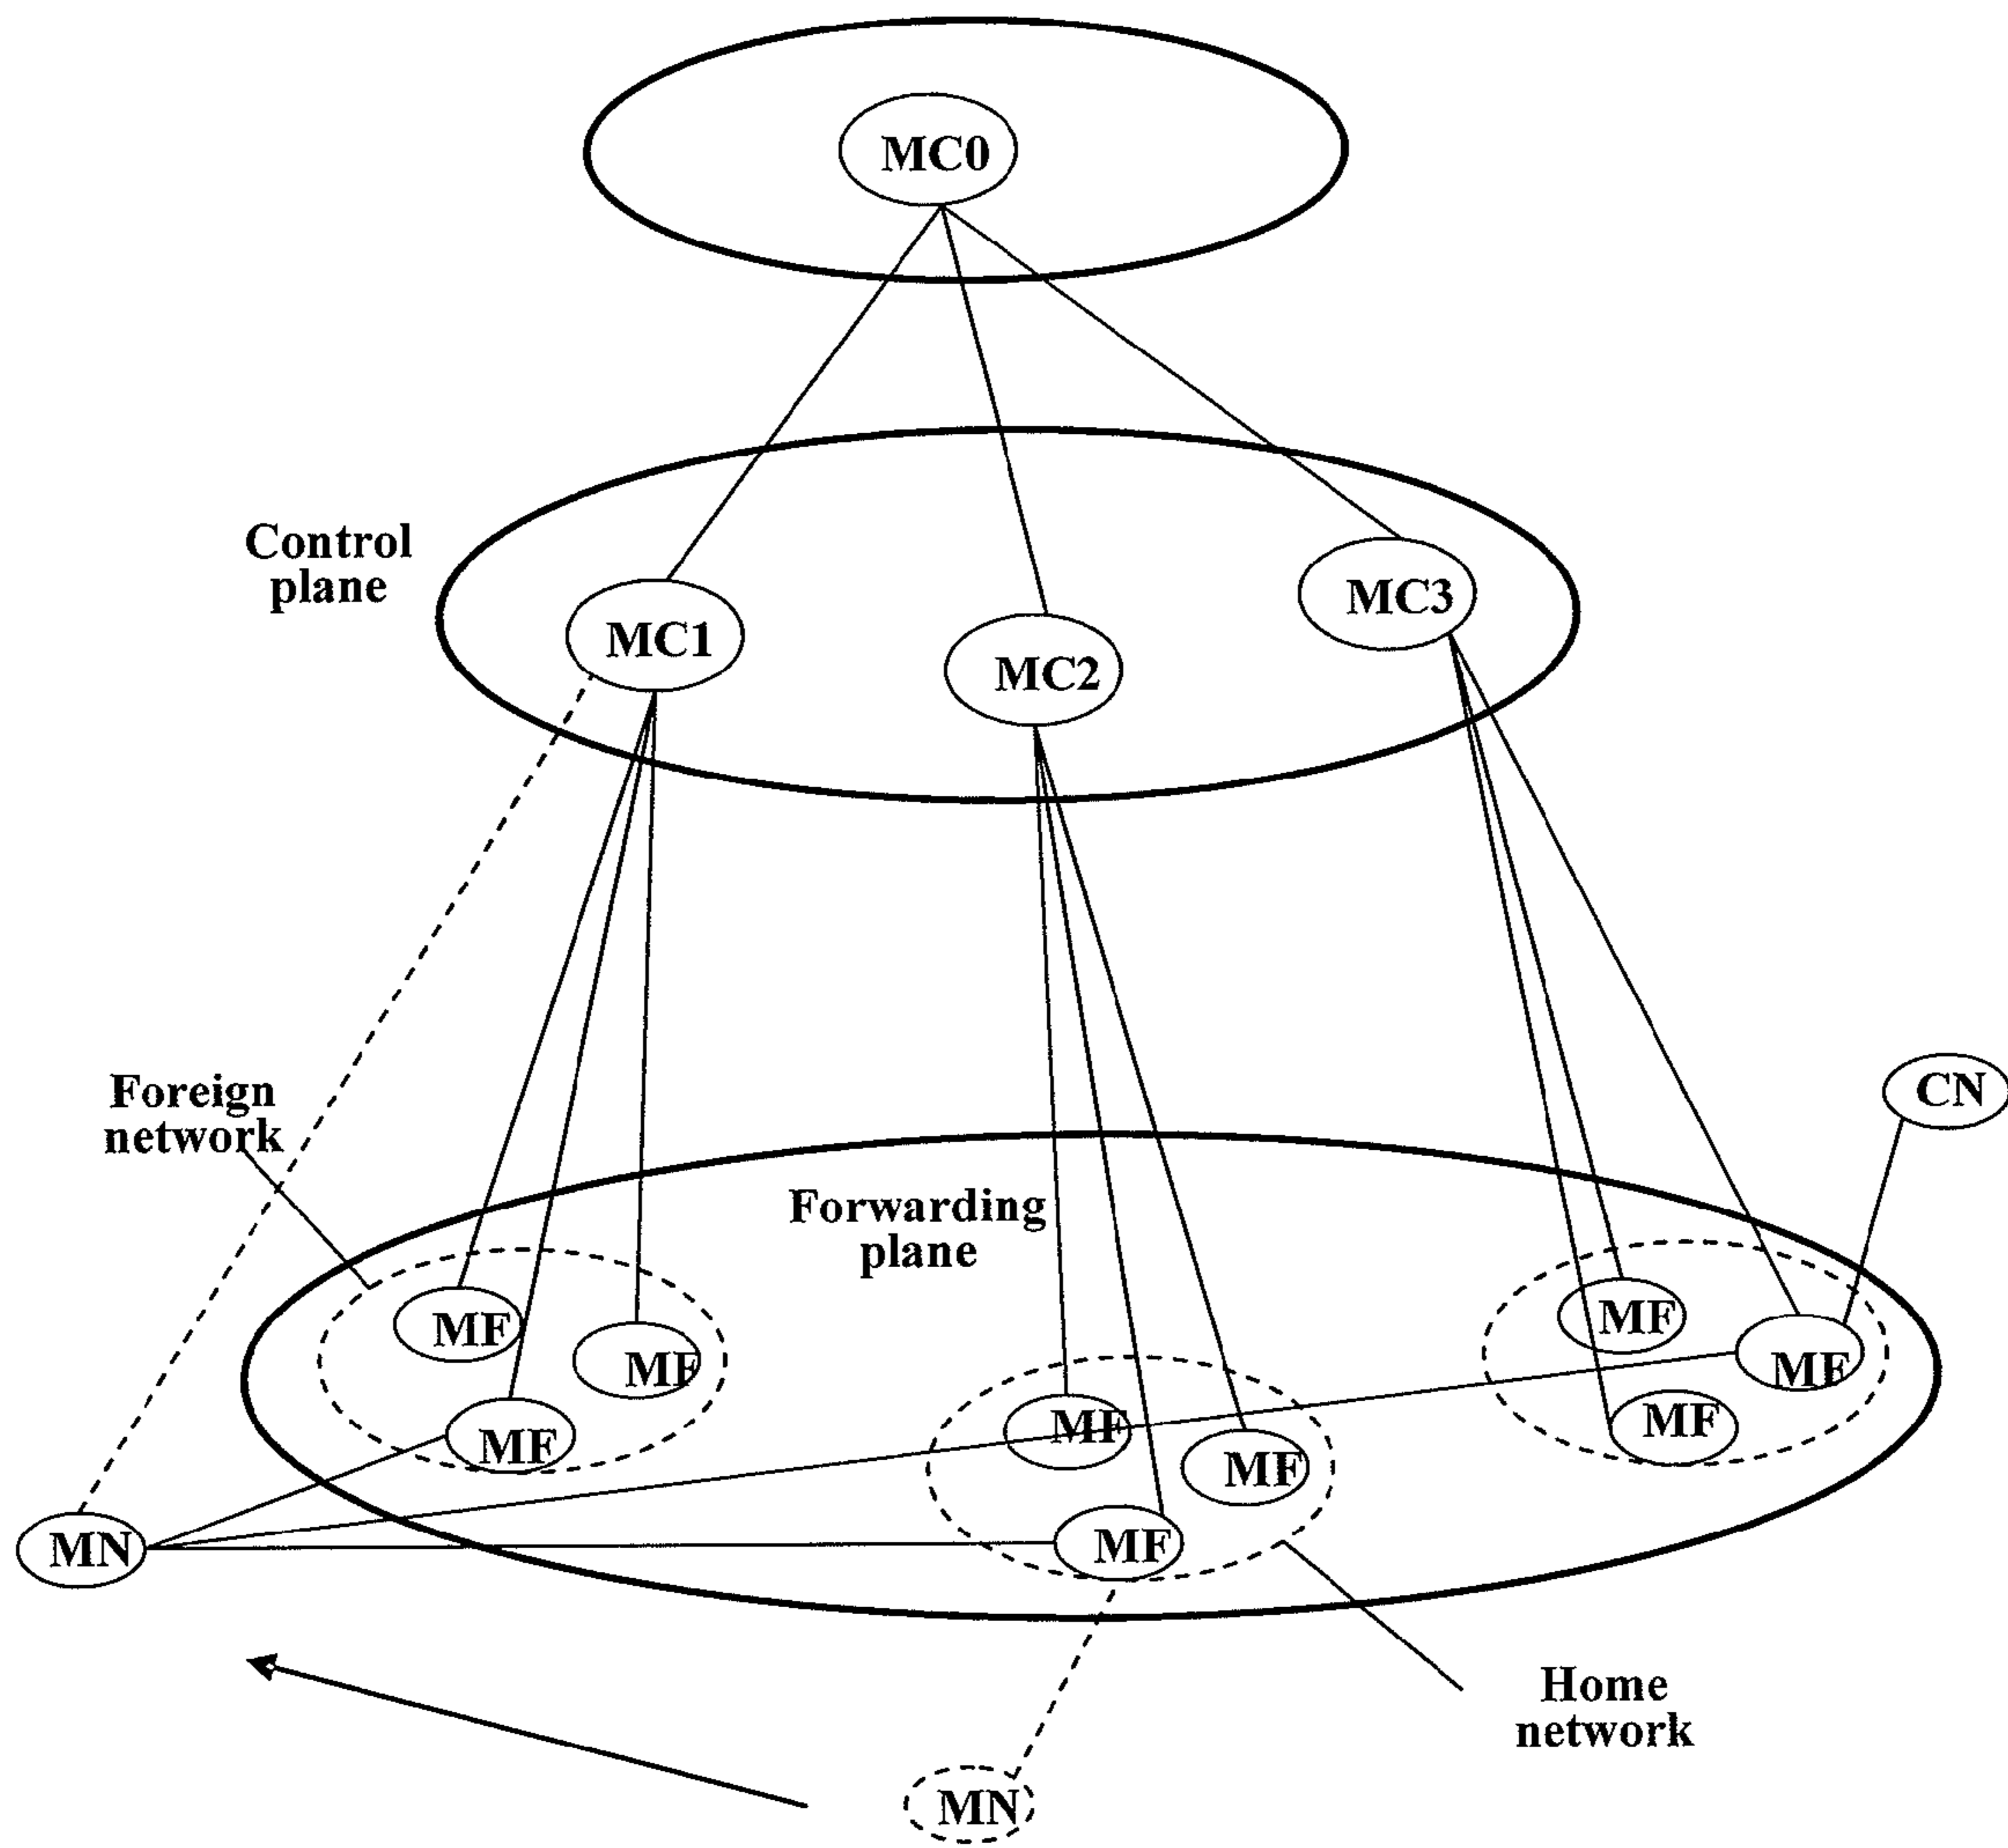 MC0
Control
plane
MC1
MC2
MC3
Foreign
network
CN
Forwarding
plane
MF
MF
MF
MF
MF
MF
MF
MF
MF
MN
Home
network
MN